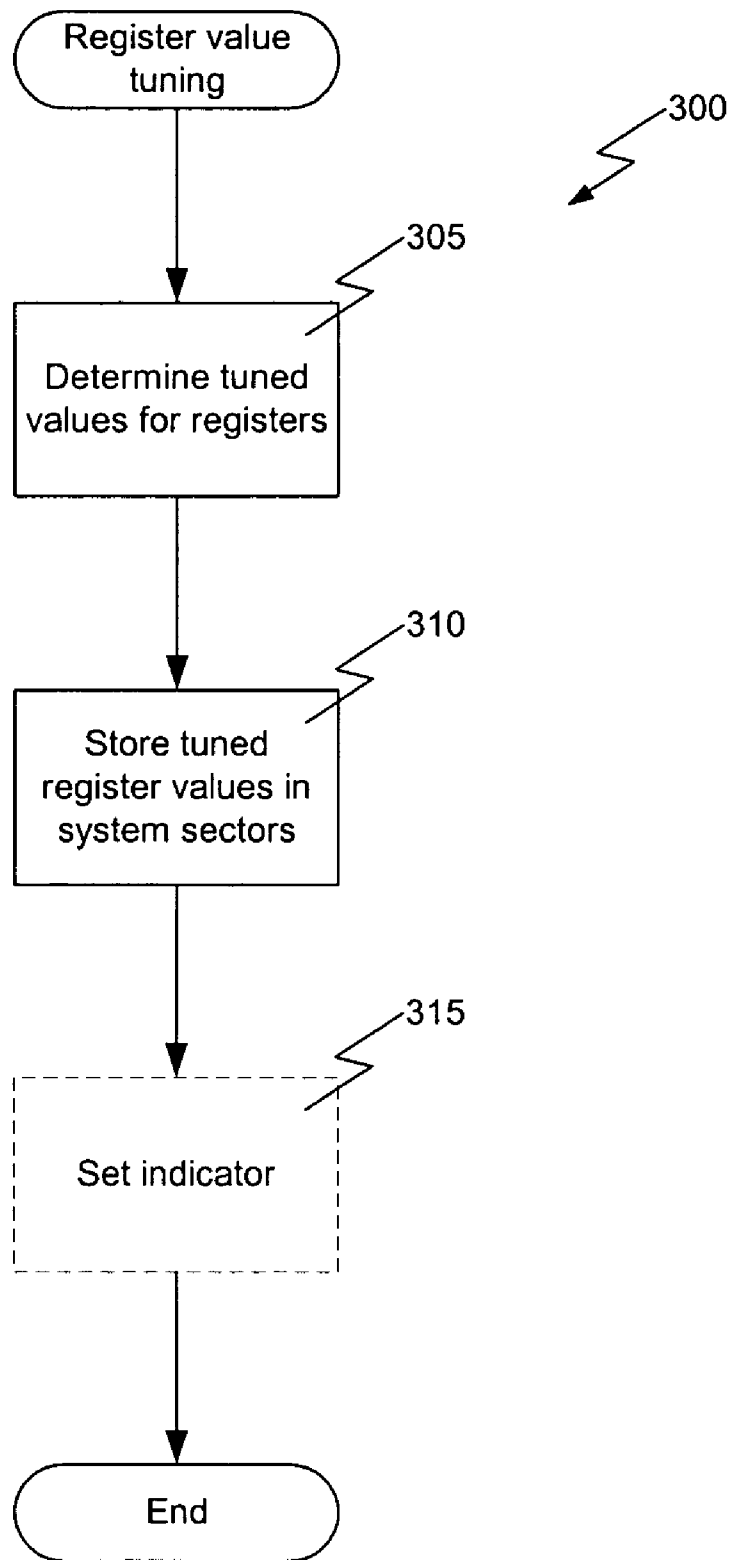 Register value
tuning
300
305
Determine tuned
values for registers
310
Store tuned
register values in
system sectors
315
Set indicator
End